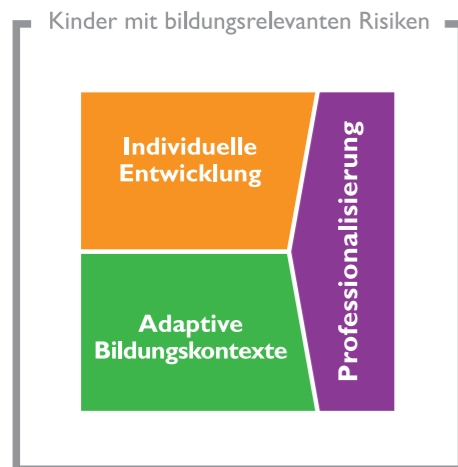 Kinder mit bildungsrelevanten Risiken
Individuelle
Entwicklung
Adaptive
Bildungskontexte
Professionalisierung